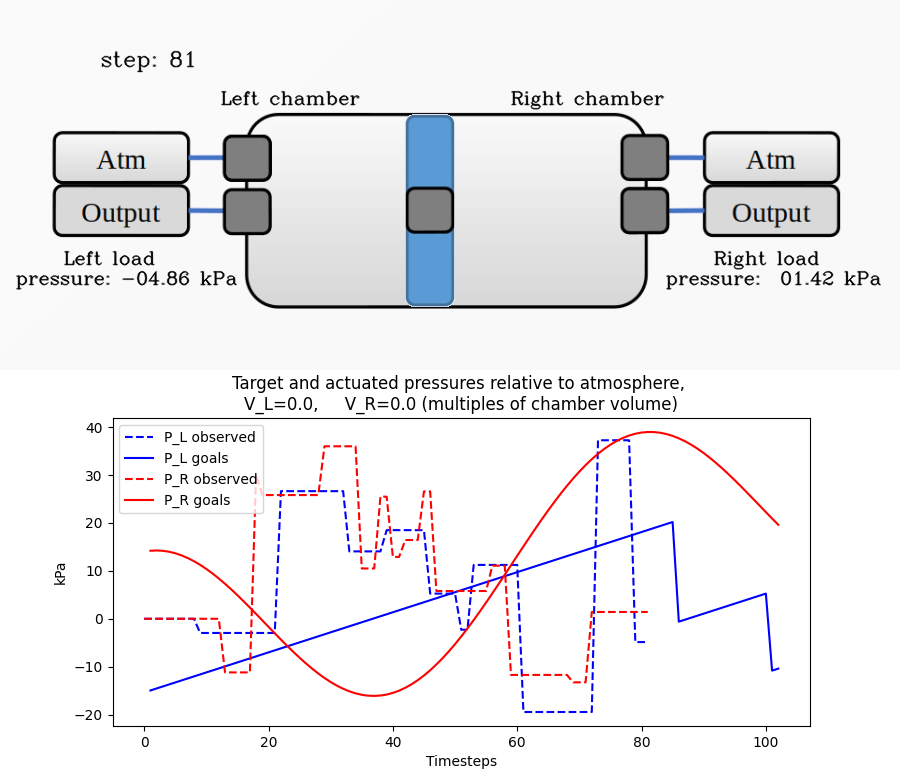 step: 81
Left chamber
Right chamber
Atm
Atm
Output
Output
Left load
pressure: -04.86 kPa
Right load
pressure: 01.42 kPa
Target and actuated pressures relative to atmosphere,
V_L=0.0, V_R=0.0 (multiples of chamber volume)
P_L observed
P_L goals
P_R observed
P_R goals
kPa
40
30
20
10
0
−10
−20
0
20
40
60
80
100
Timesteps